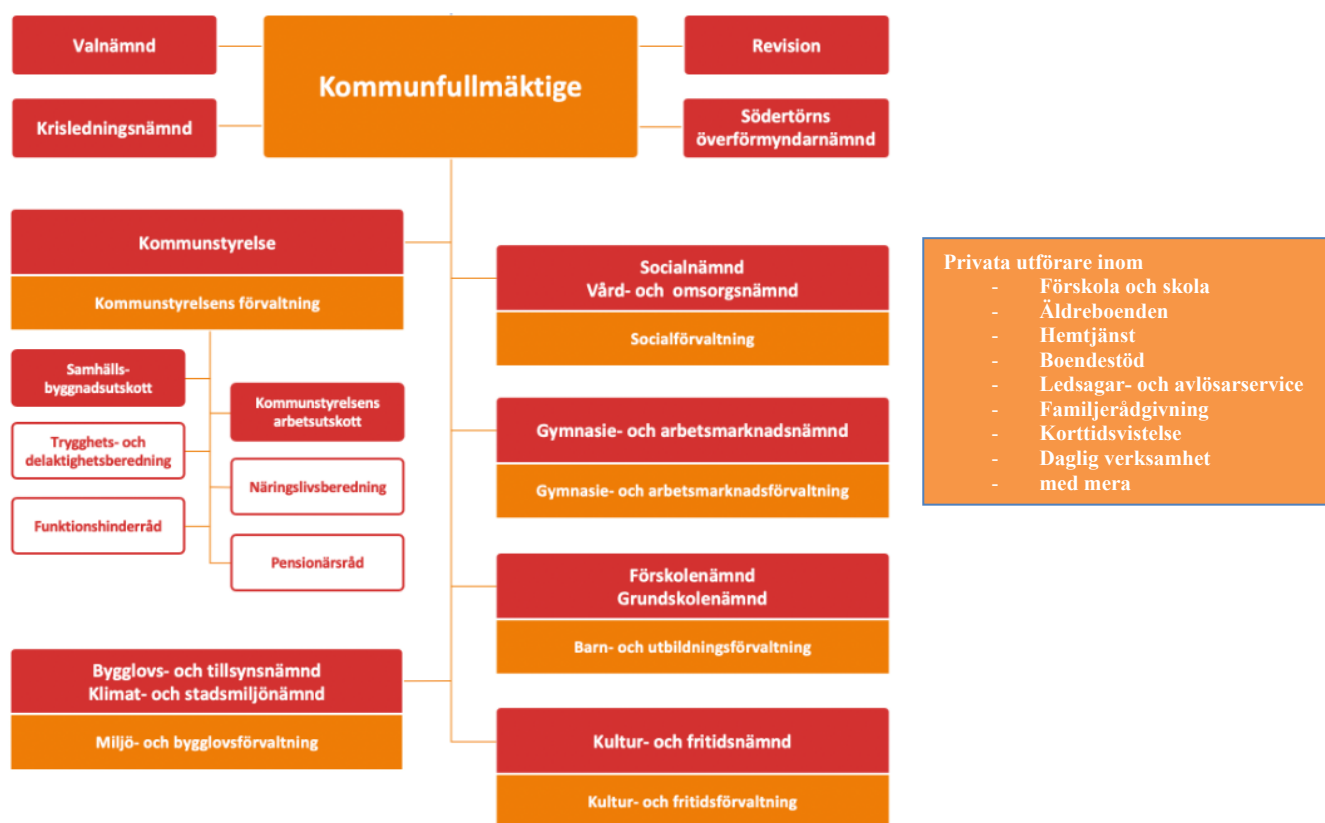 Valnämnd
Krisledningsnämnd
Kommunfullmäktige
Revision
Södertörns
överförmyndarnämnd
Kommunstyrelse
Kommunstyrelsens förvaltning
Samhälls-
byggnadsutskott
Trygghets- och
delaktighetsberedning
Funktionshinderråd
Kommunstyrelsens
arbetsutskott
Näringslivsberedning
Pensionärsråd
Bygglovs- och tillsynsnämnd
Klimat- och stadsmiljönämnd
Miljö- och bygglovsförvaltning
Socialnämnd
Vård- och omsorgsnämnd
Socialförvaltning
Gymnasie- och arbetsmarknadsnämnd
Gymnasie- och arbetsmarknadsförvaltning
Förskolenämnd
Grundskolenämnd
Barn- och utbildningsförvaltning
Kultur- och fritidsnämnd
Kultur- och fritidsförvaltning
Privata utförare inom
- Förskola och skola
- Äldreboenden
- Hemtjänst
- Boendestöd
- Ledsagar- och avlösarservice
- Familjerådgivning
- Korttidsvistelse
- Daglig verksamhet
- med mera